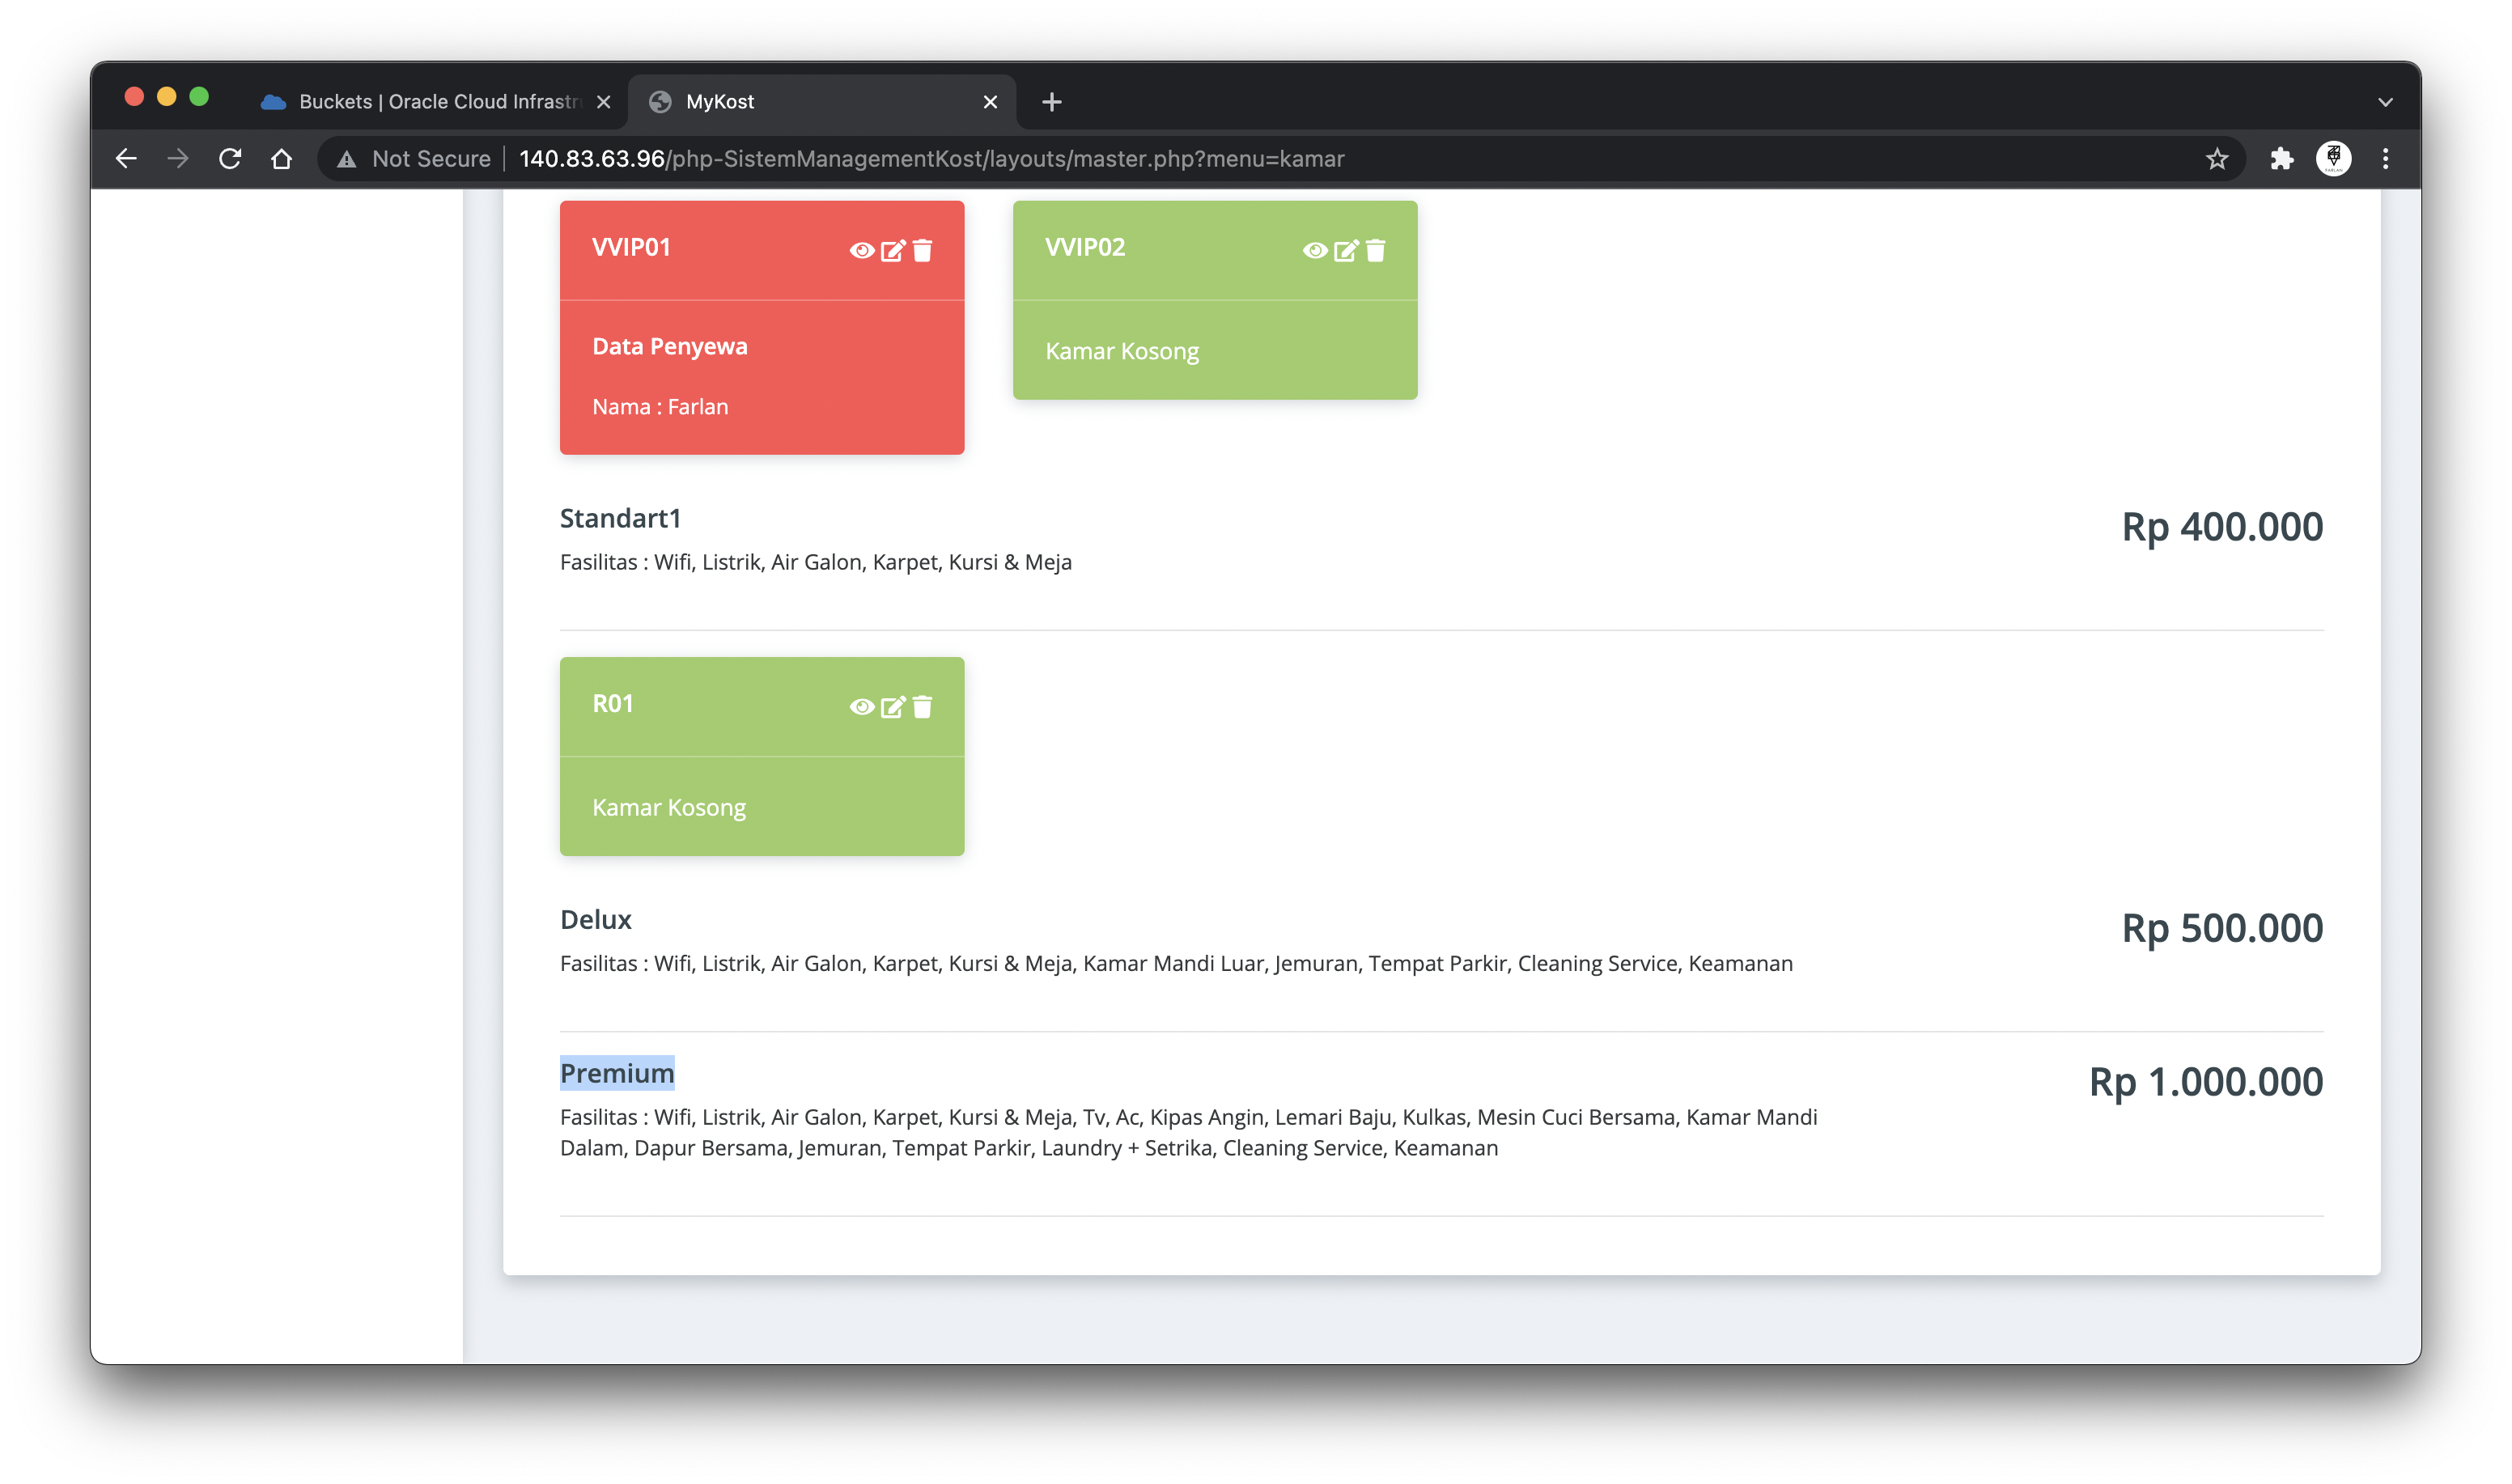 Buckets | Oracle Cloud Infrastru
MyKost
Not Secure
140.83.63.96/php-SistemManagementKost/layouts/master.php?menu=kamar
VVIP01
VVIP02
Data Penyewa
Kamar Kosong
Nama : Farlan
Standart1
Rp 400.000
Fasilitas : Wifi, Listrik, Air Galon, Karpet, Kursi & Meja
R01
Kamar Kosong
Delux
Rp 500.000
Fasilitas : Wifi, Listrik, Air Galon, Karpet, Kursi & Meja, Kamar Mandi Luar, Jemuran, Tempat Parkir, Cleaning Service, Keamanan
Premium
Rp 1.000.000
Fasilitas : Wifi, Listrik, Air Galon, Karpet, Kursi & Meja, Tv, Ac, Kipas Angin, Lemari Baju, Kulkas, Mesin Cuci Bersama, Kamar Mandi
Dalam, Dapur Bersama, Jemuran, Tempat Parkir, Laundry + Setrika, Cleaning Service, Keamanan